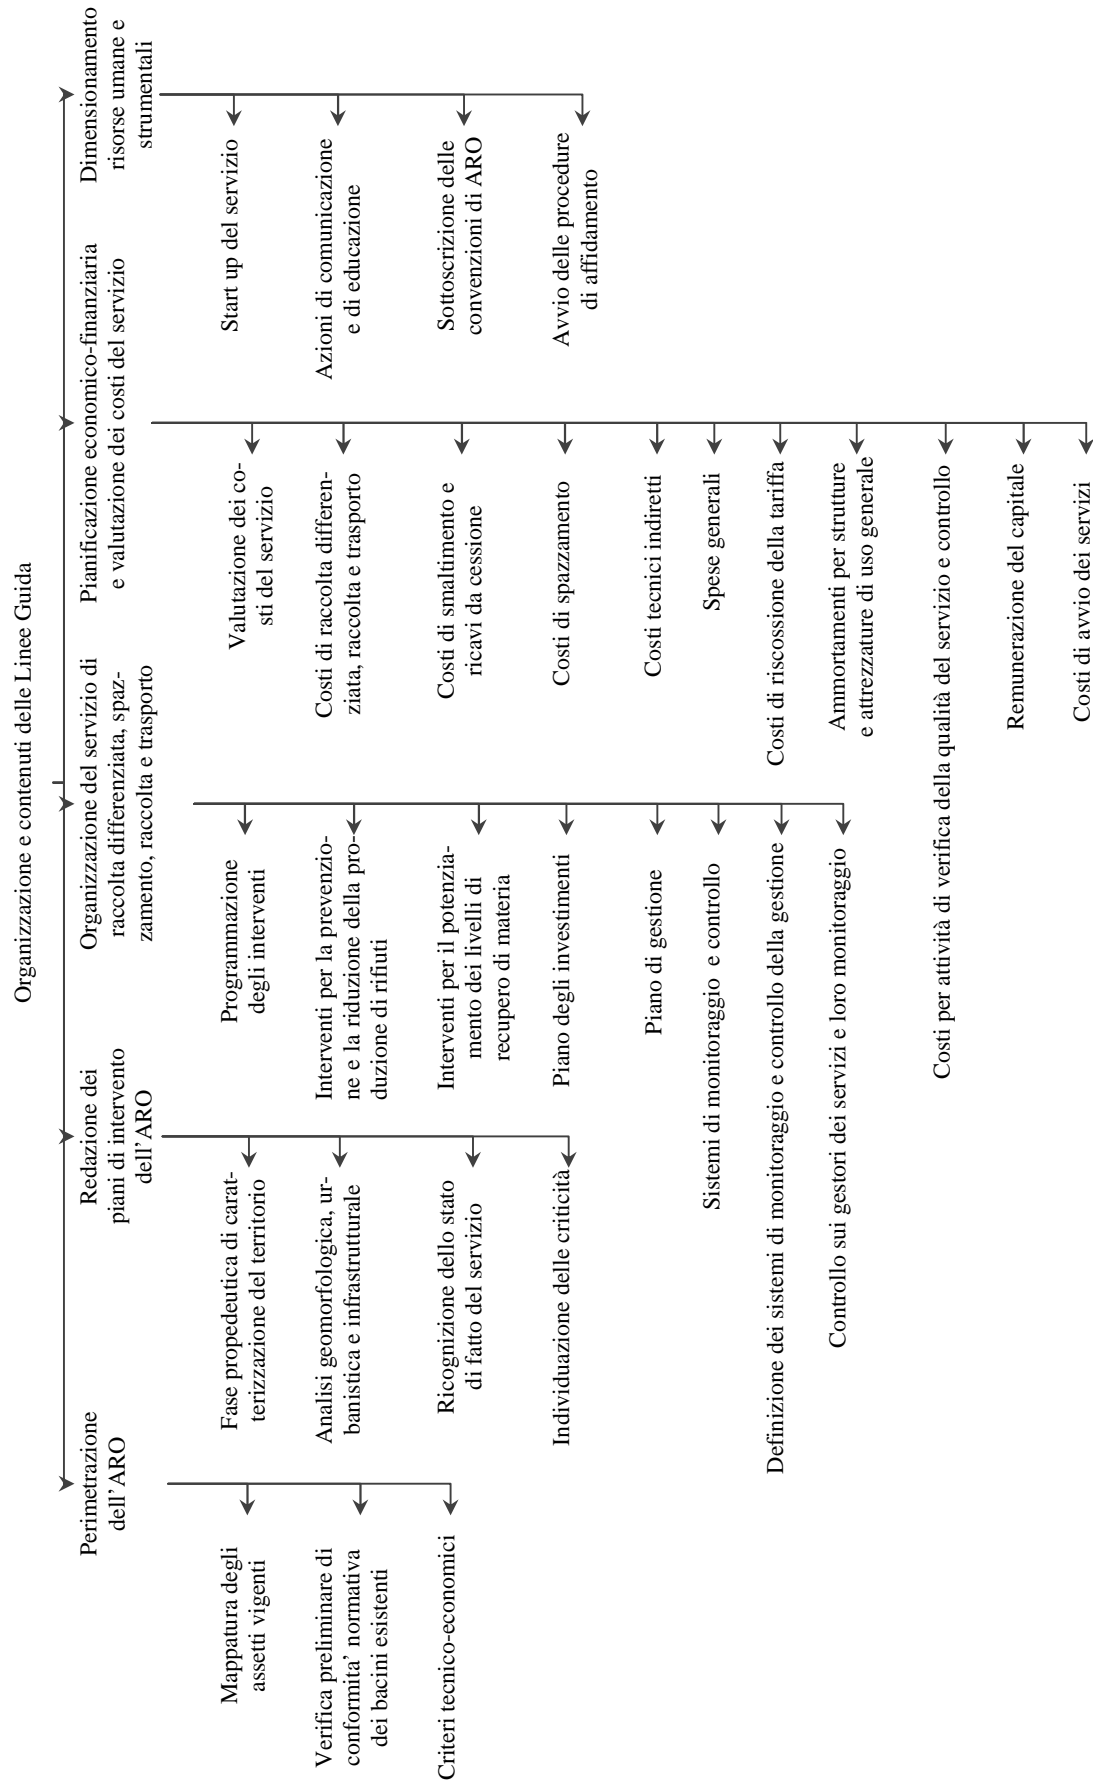 Organizzazione e contenuti delle Linee Guida
Perimetrazione
dell'ARO
Mappatura degli
assetti vigenti
Verifica preliminare di
conformita' normativa
dei bacini esistenti
Criteri tecnico-economici
Redazione dei
piani di intervento
dell'ARO
Fase propedeutica di carat-
terizzazione del territorio
Analisi geomorfologica, ur-
banistica e infrastrutturale
Ricognizione dello stato
di fatto del servizio
Individuazione delle criticità
Organizzazione del servizio di
raccolta differenziata, spaz-
zamento, raccolta e trasporto
Programmazione
degli interventi
Interventi per la prevenzio-
ne e la riduzione della pro-
duzione di rifiuti
Interventi per il potenzia-
mento dei livelli di
recupero di materia
Piano degli investimenti
Piano di gestione
Sistemi di monitoraggio e controllo
Definizione dei sistemi di monitoraggio e controllo della gestione
Controllo sui gestori dei servizi e loro monitoraggio
Pianificazione economico-finanziaria
e valutazione dei costi del servizio
Valutazione dei co-
sti del servizio
Costi di raccolta differen-
ziata, raccolta e trasporto
Costi di smaltimento e
ricavi da cessione
Costi di spazzamento
Costi tecnici indiretti
Spese generali
Costi di riscossione della tariffa
Ammortamenti per strutture
e attrezzature di uso generale
Costi per attività di verifica della qualità del servizio e controllo
Remunerazione del capitale
Costi di avvio dei servizi
Dimensionamento
risorse umane e
strumentali
Start up del servizio
Azioni di comunicazione
e di educazione
Sottoscrizione delle
convenzioni di ARO
Avvio delle procedure
di affidamento